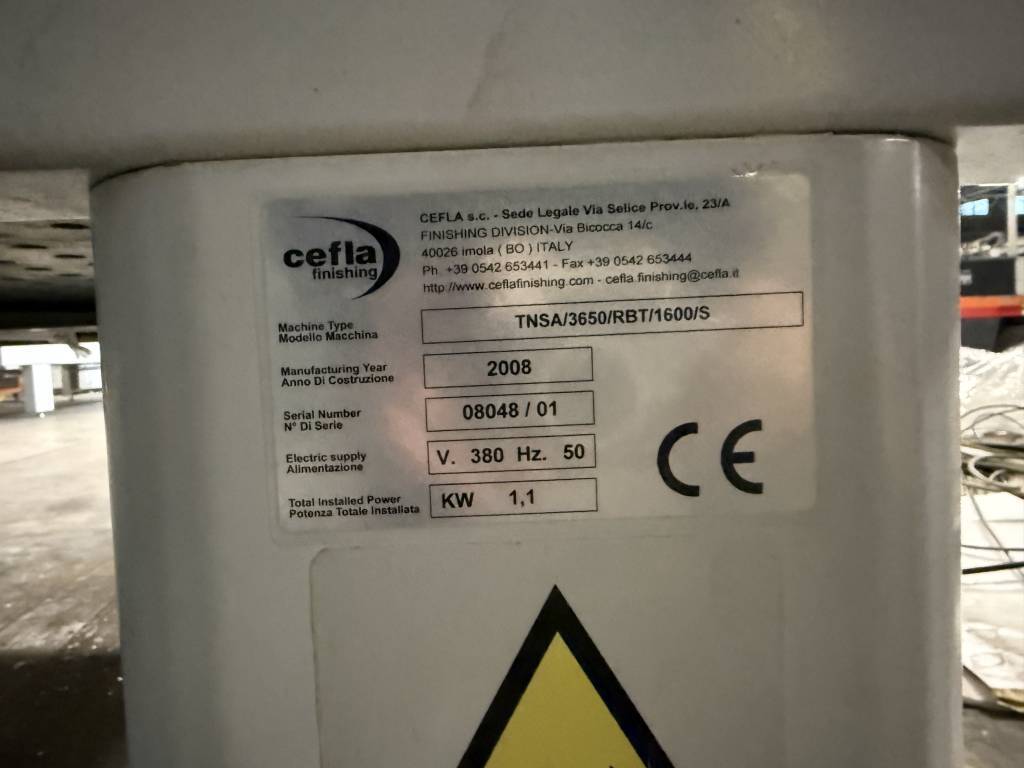 cefla
finishing
CEFLA s.c. - Sede Legale Via Selice Prov.le, 23/A
FINISHING DIVISION-Via Bicocca 14/c
40026 imola ( BO ) ITALY
Ph. +39 0542 653441 - Fax +39 0542 653444
http://www.ceflafinishing.com - cefla.finishing@cefla.it
Machine Type
Modello Macchina
TNSA/3650/RBT/1600/S
Manufacturing Year
Anno Di Costruzione
2008
Serial Number
N° Di Serie
08048 / 01
Electric supply
Alimentazione
V. 380 Hz. 50
Total Installed Power
Potenza Totale Installata
KW 1,1
CE